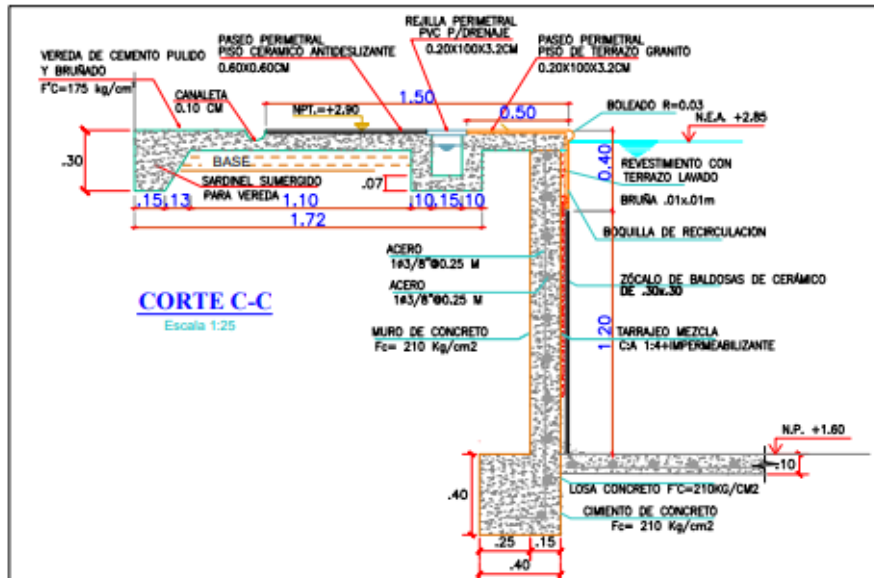 REJILLA PERIMETRAL
PVC P/DRENAJE
0.20X100X3.2CM
PASEO PERIMETRAL
PISO CERAMICO ANTIDESLIZANTE
0.60X0.60CM
PASEO PERIMETRAL
PISO DE TERRAZO GRANITO
0.20X100X3.2CM
VEREDA DE CEMENTO PULIDO
Y BRUÑADO
F'C=175 kg/cm²
CANALETA
0.10 CM
NPT.=+2.90
1.50
0.50
BOLEADO R=0.03
N.E.A. +2.85
.30
BASE
SARDINEL SUMERGIDO
PARA VEREDA
.07
0.40
REVESTIMIENTO CON
TERRAZO LAVADO
BRUÑA .01x.01m
.15
.13
1.10
.10
.15
.10
1.72
BOQUILLA DE RECIRCULACION
ACERO
1Ø3/8"@0.25 M
ACERO
1Ø3/8"@0.25 M
ZÓCALO DE BALDOSAS DE CERÁMICO
DE .30x.30
CORTE C-C
Escala 1:25
MURO DE CONCRETO
Fc= 210 Kg/cm2
1.20
TARRAJEO MEZCLA
C:A 1:4+IMPERMEABILIZANTE
N.P. +1.60
.10
.40
LOSA CONCRETO F'C=210KG/CM2
CIMIENTO DE CONCRETO
Fc= 210 Kg/cm2
.25
.15
.40